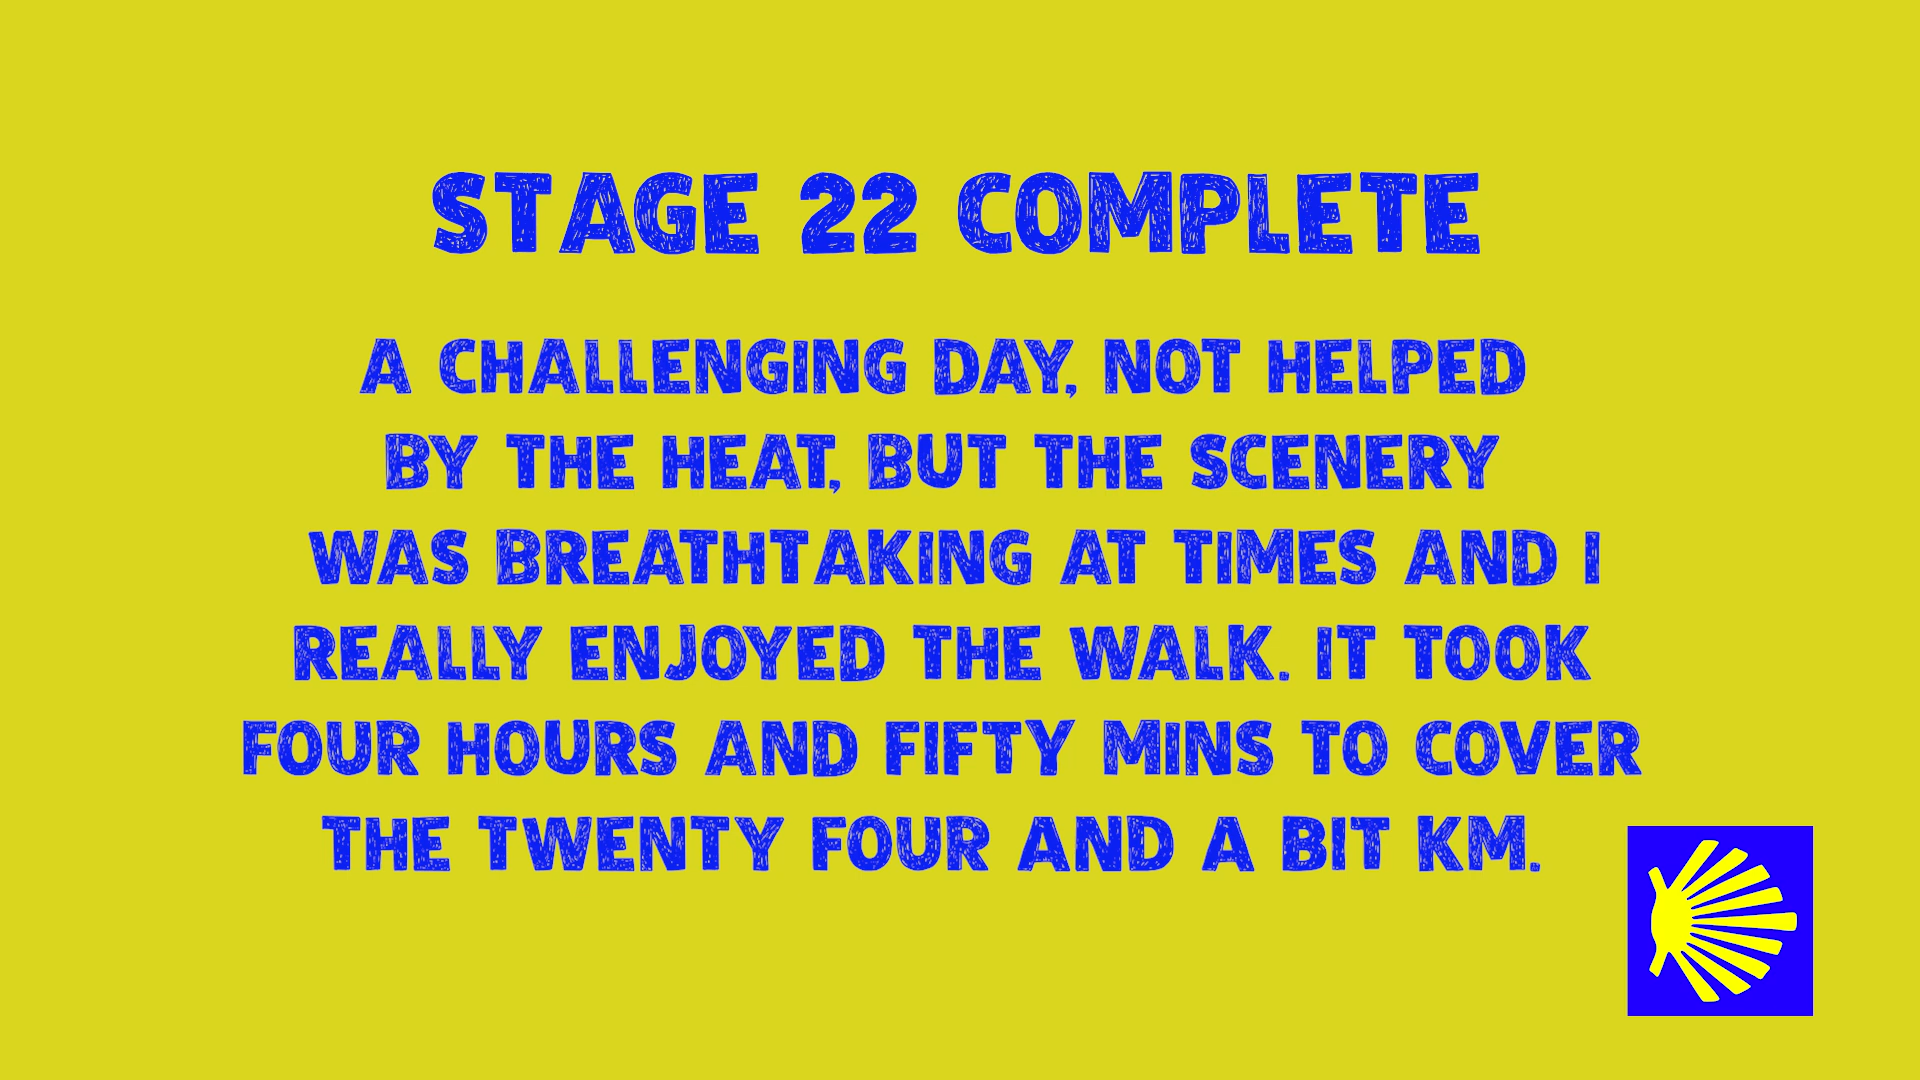 STAGE 22 COMPLETE
A CHALLENGING DAY, NOT HELPED
BY THE HEAT, BUT THE SCENERY
WAS BREATHTAKING AT TIMES AND I
REALLY ENJOYED THE WALK. IT TOOK
FOUR HOURS AND FIFTY MINS TO COVER
THE TWENTY FOUR AND A BIT KM.